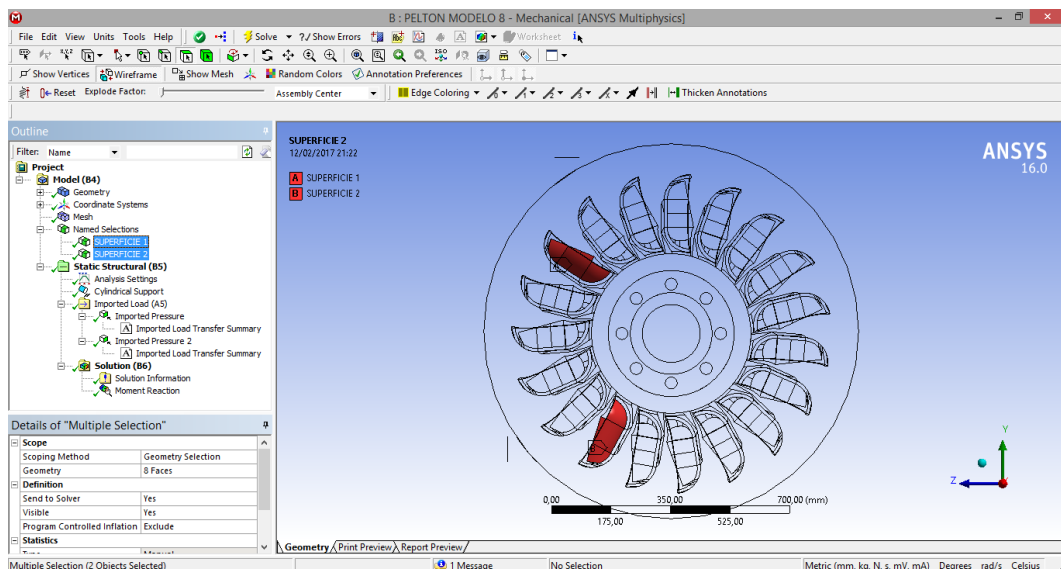 B : PELTON MODELO 8 - Mechanical [ANSYS Multiphysics]
File Edit View Units Tools Help Solve ?/ Show Errors Worksheet
Show Vertices Wireframe Show Mesh Random Colors Annotation Preferences
Reset Explode Factor: Assembly Center Edge Coloring Thicken Annotations
Outline
Filter: Name
Project
Model (B4)
Geometry
Coordinate Systems
Mesh
Named Selections
SUPERFICIE 1
SUPERFICIE 2
Static Structural (B5)
Analysis Settings
Cylindrical Support
Imported Load (A5)
Imported Pressure
Imported Load Transfer Summary
Imported Pressure 2
Imported Load Transfer Summary
Solution (B6)
Solution Information
Moment Reaction
Details of "Multiple Selection"
Scope
Scoping Method Geometry Selection
Geometry 8 Faces
Definition
Send to Solver Yes
Visible Yes
Program Controlled Inflation Exclude
Statistics
SUPERFICIE 2
12/02/2017 21:22
A SUPERFICIE 1
B SUPERFICIE 2
ANSYS
16.0
0,00 350,00 700,00 (mm)
175,00 525,00
Y
Z
Geometry Print Preview Report Preview
Multiple Selection (2 Objects Selected) 1 Message No Selection Metric (mm, kg, N, s, mV, mA) Degrees rad/s Celsius